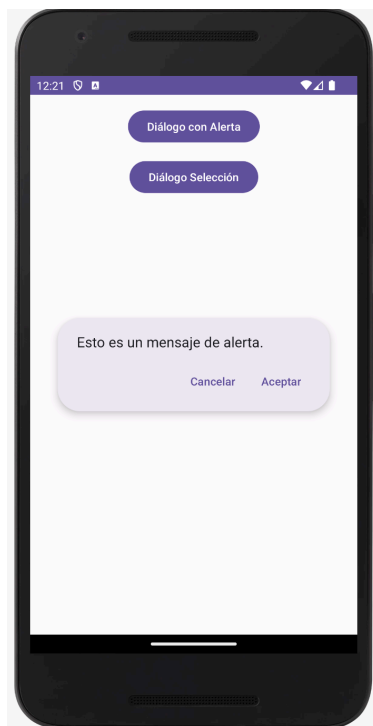 12:21
Diálogo con Alerta
Diálogo Selección
Esto es un mensaje de alerta.
Cancelar Aceptar